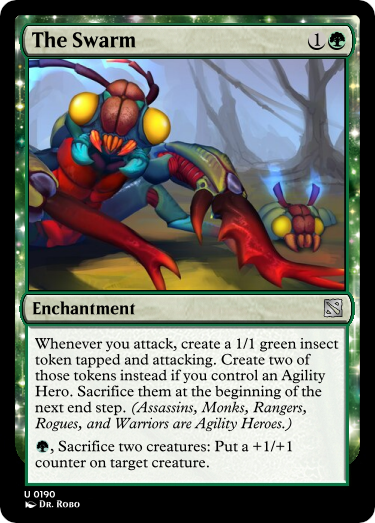 The Swarm 1
Enchantment
Whenever you attack, create a 1/1 green insect
token tapped and attacking. Create two of
those tokens instead if you control an Agility
Hero. Sacrifice them at the beginning of the
next end step. (Assassins, Monks, Rangers,
Rogues, and Warriors are Agility Heroes.)
, Sacrifice two creatures: Put a +1/+1
counter on target creature.
U 0190
Dr. Robo